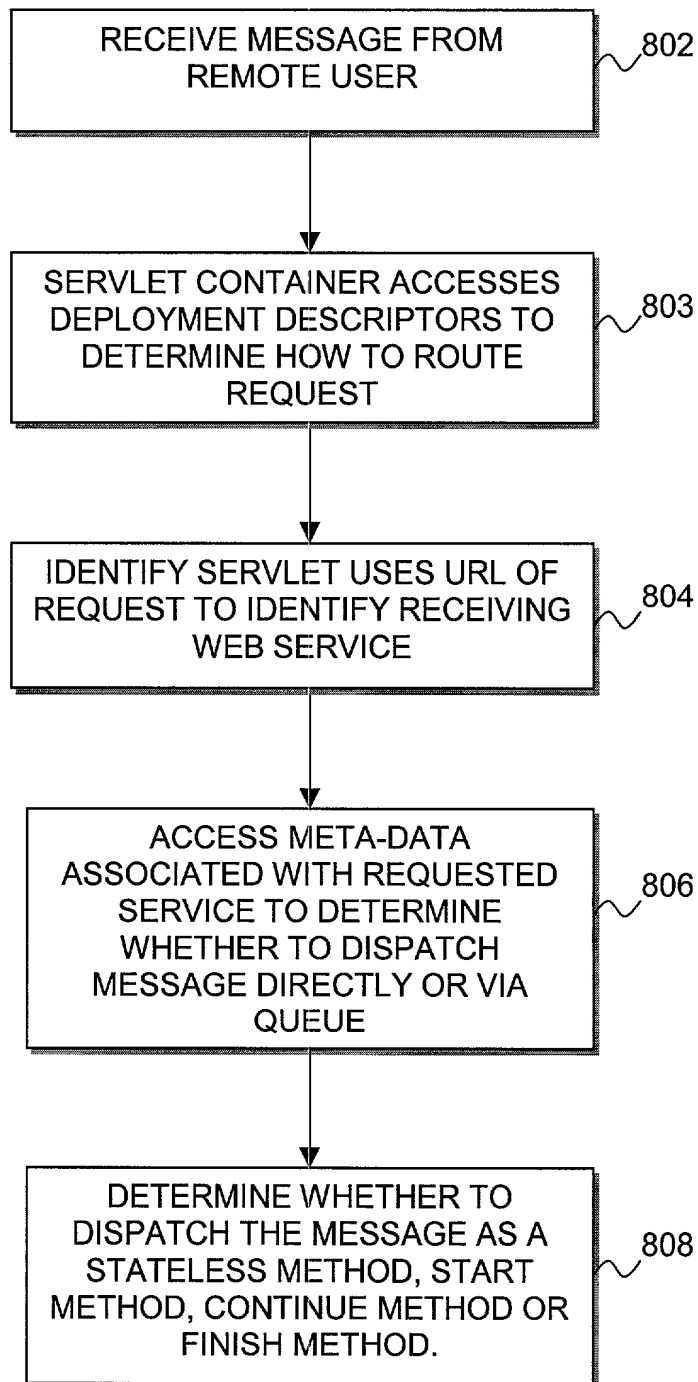 RECEIVE MESSAGE FROM
REMOTE USER
802
SERVLET CONTAINER ACCESSES
DEPLOYMENT DESCRIPTORS TO
DETERMINE HOW TO ROUTE
REQUEST
803
IDENTIFY SERVLET USES URL OF
REQUEST TO IDENTIFY RECEIVING
WEB SERVICE
804
ACCESS META-DATA
ASSOCIATED WITH REQUESTED
SERVICE TO DETERMINE
WHETHER TO DISPATCH
MESSAGE DIRECTLY OR VIA
QUEUE
806
DETERMINE WHETHER TO
DISPATCH THE MESSAGE AS A
STATELESS METHOD, START
METHOD, CONTINUE METHOD OR
FINISH METHOD.
808